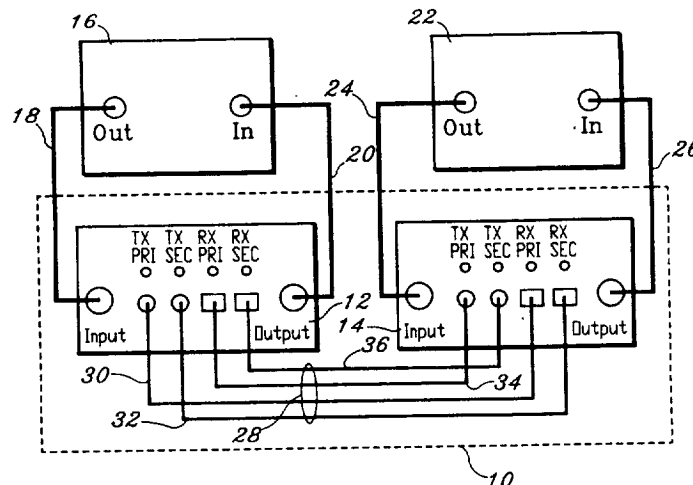 16
22
18
Out
In
24
Out
In
20
26
TX TX RX RX
PRI SEC PRI SEC
TX TX RX RX
PRI SEC PRI SEC
12
Input
Output
14
Input
Output
30
36
34
32
28
10